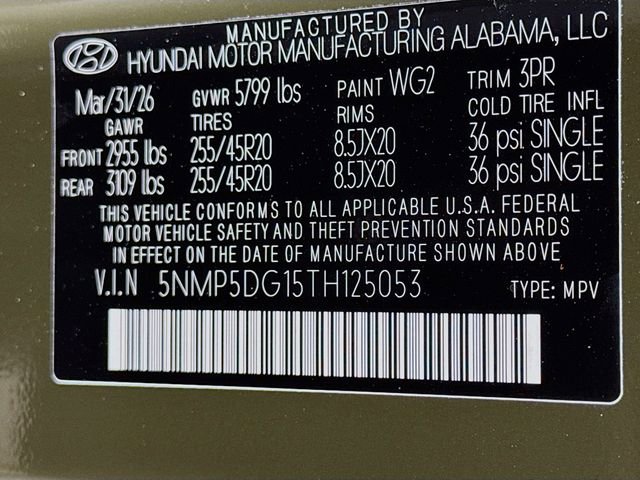 MANUFACTURED BY
HYUNDAI MOTOR MANUFACTURING ALABAMA, LLC
Mar/31/26 GVWR 5799 lbs PAINT WG2 TRIM 3PR
GAWR TIRES RIMS COLD TIRE INFL
FRONT 2955 lbs 255/45R20 8.5JX20 36 psi SINGLE
REAR 3109 lbs 255/45R20 8.5JX20 36 psi SINGLE
THIS VEHICLE CONFORMS TO ALL APPLICABLE U.S.A. FEDERAL
MOTOR VEHICLE SAFETY AND THEFT PREVENTION STANDARDS
IN EFFECT ON THE DATE OF MANUFACTURE SHOWN ABOVE
V.I.N 5NMP5DG15TH125053 TYPE: MPV